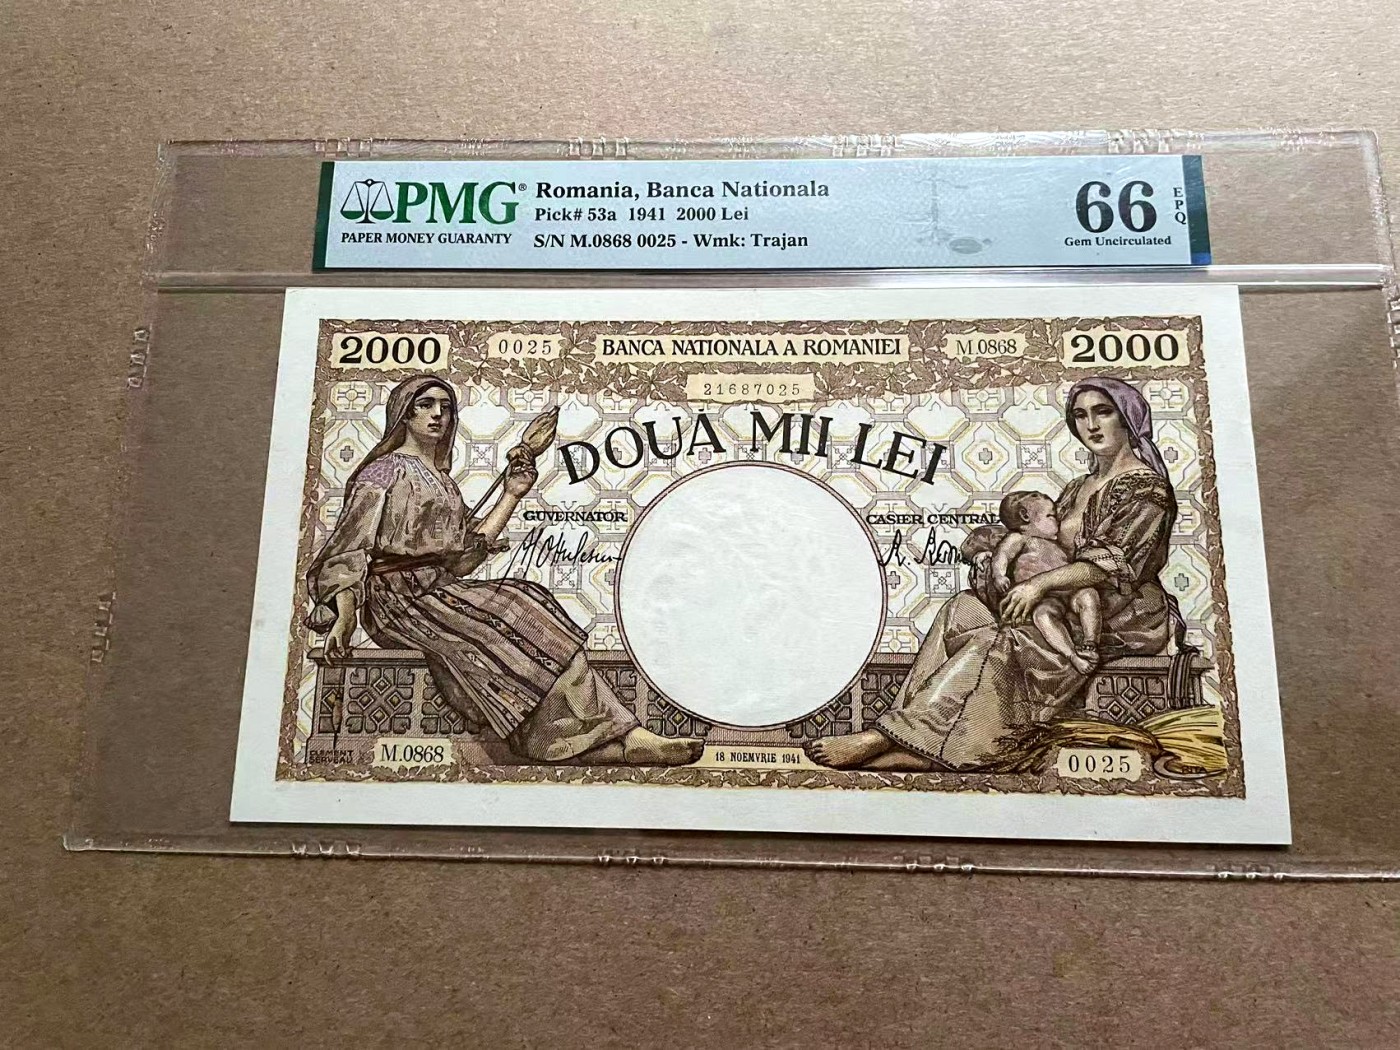 PMG®
PAPER MONEY GUARANTY
Romania, Banca Nationala
Pick# 53a 1941 2000 Lei
S/N M.0868 0025 - Wmk: Trajan
66
EPQ
Gem Uncirculated
2000 0025 BANCA NATIONALA A ROMANIEI M.0868 2000
21687025
DOUĂ MII LEI
GUVERNATOR CASIER CENTRAL
CLEMENT
SERVEAU
M.0868
18 NOEMVRIE 1941
0025